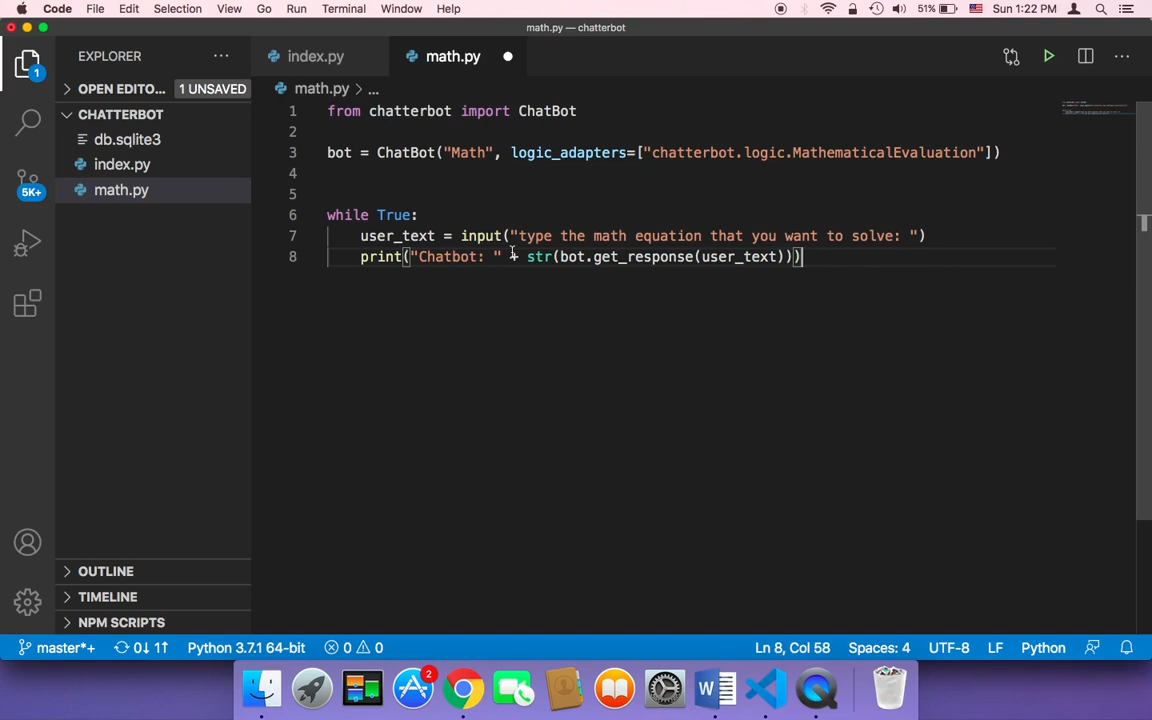 Code File Edit Selection View Go Run Terminal Window Help 51% Sun 1:22 PM
math.py — chatterbot
EXPLORER
index.py
math.py
1
OPEN EDITO... 1 UNSAVED
math.py > ...
CHATTERBOT
db.sqlite3
index.py
math.py
5K+
1 from chatterbot import ChatBot
2
3 bot = ChatBot("Math", logic_adapters=["chatterbot.logic.MathematicalEvaluation"])
4
5
6 while True:
7 user_text = input("type the math equation that you want to solve: ")
8 print("Chatbot: " + str(bot.get_response(user_text)))
OUTLINE
TIMELINE
NPM SCRIPTS
master*+ 0↓ 1↑ Python 3.7.1 64-bit 0 0 Ln 8, Col 58 Spaces: 4 UTF-8 LF Python
2
W